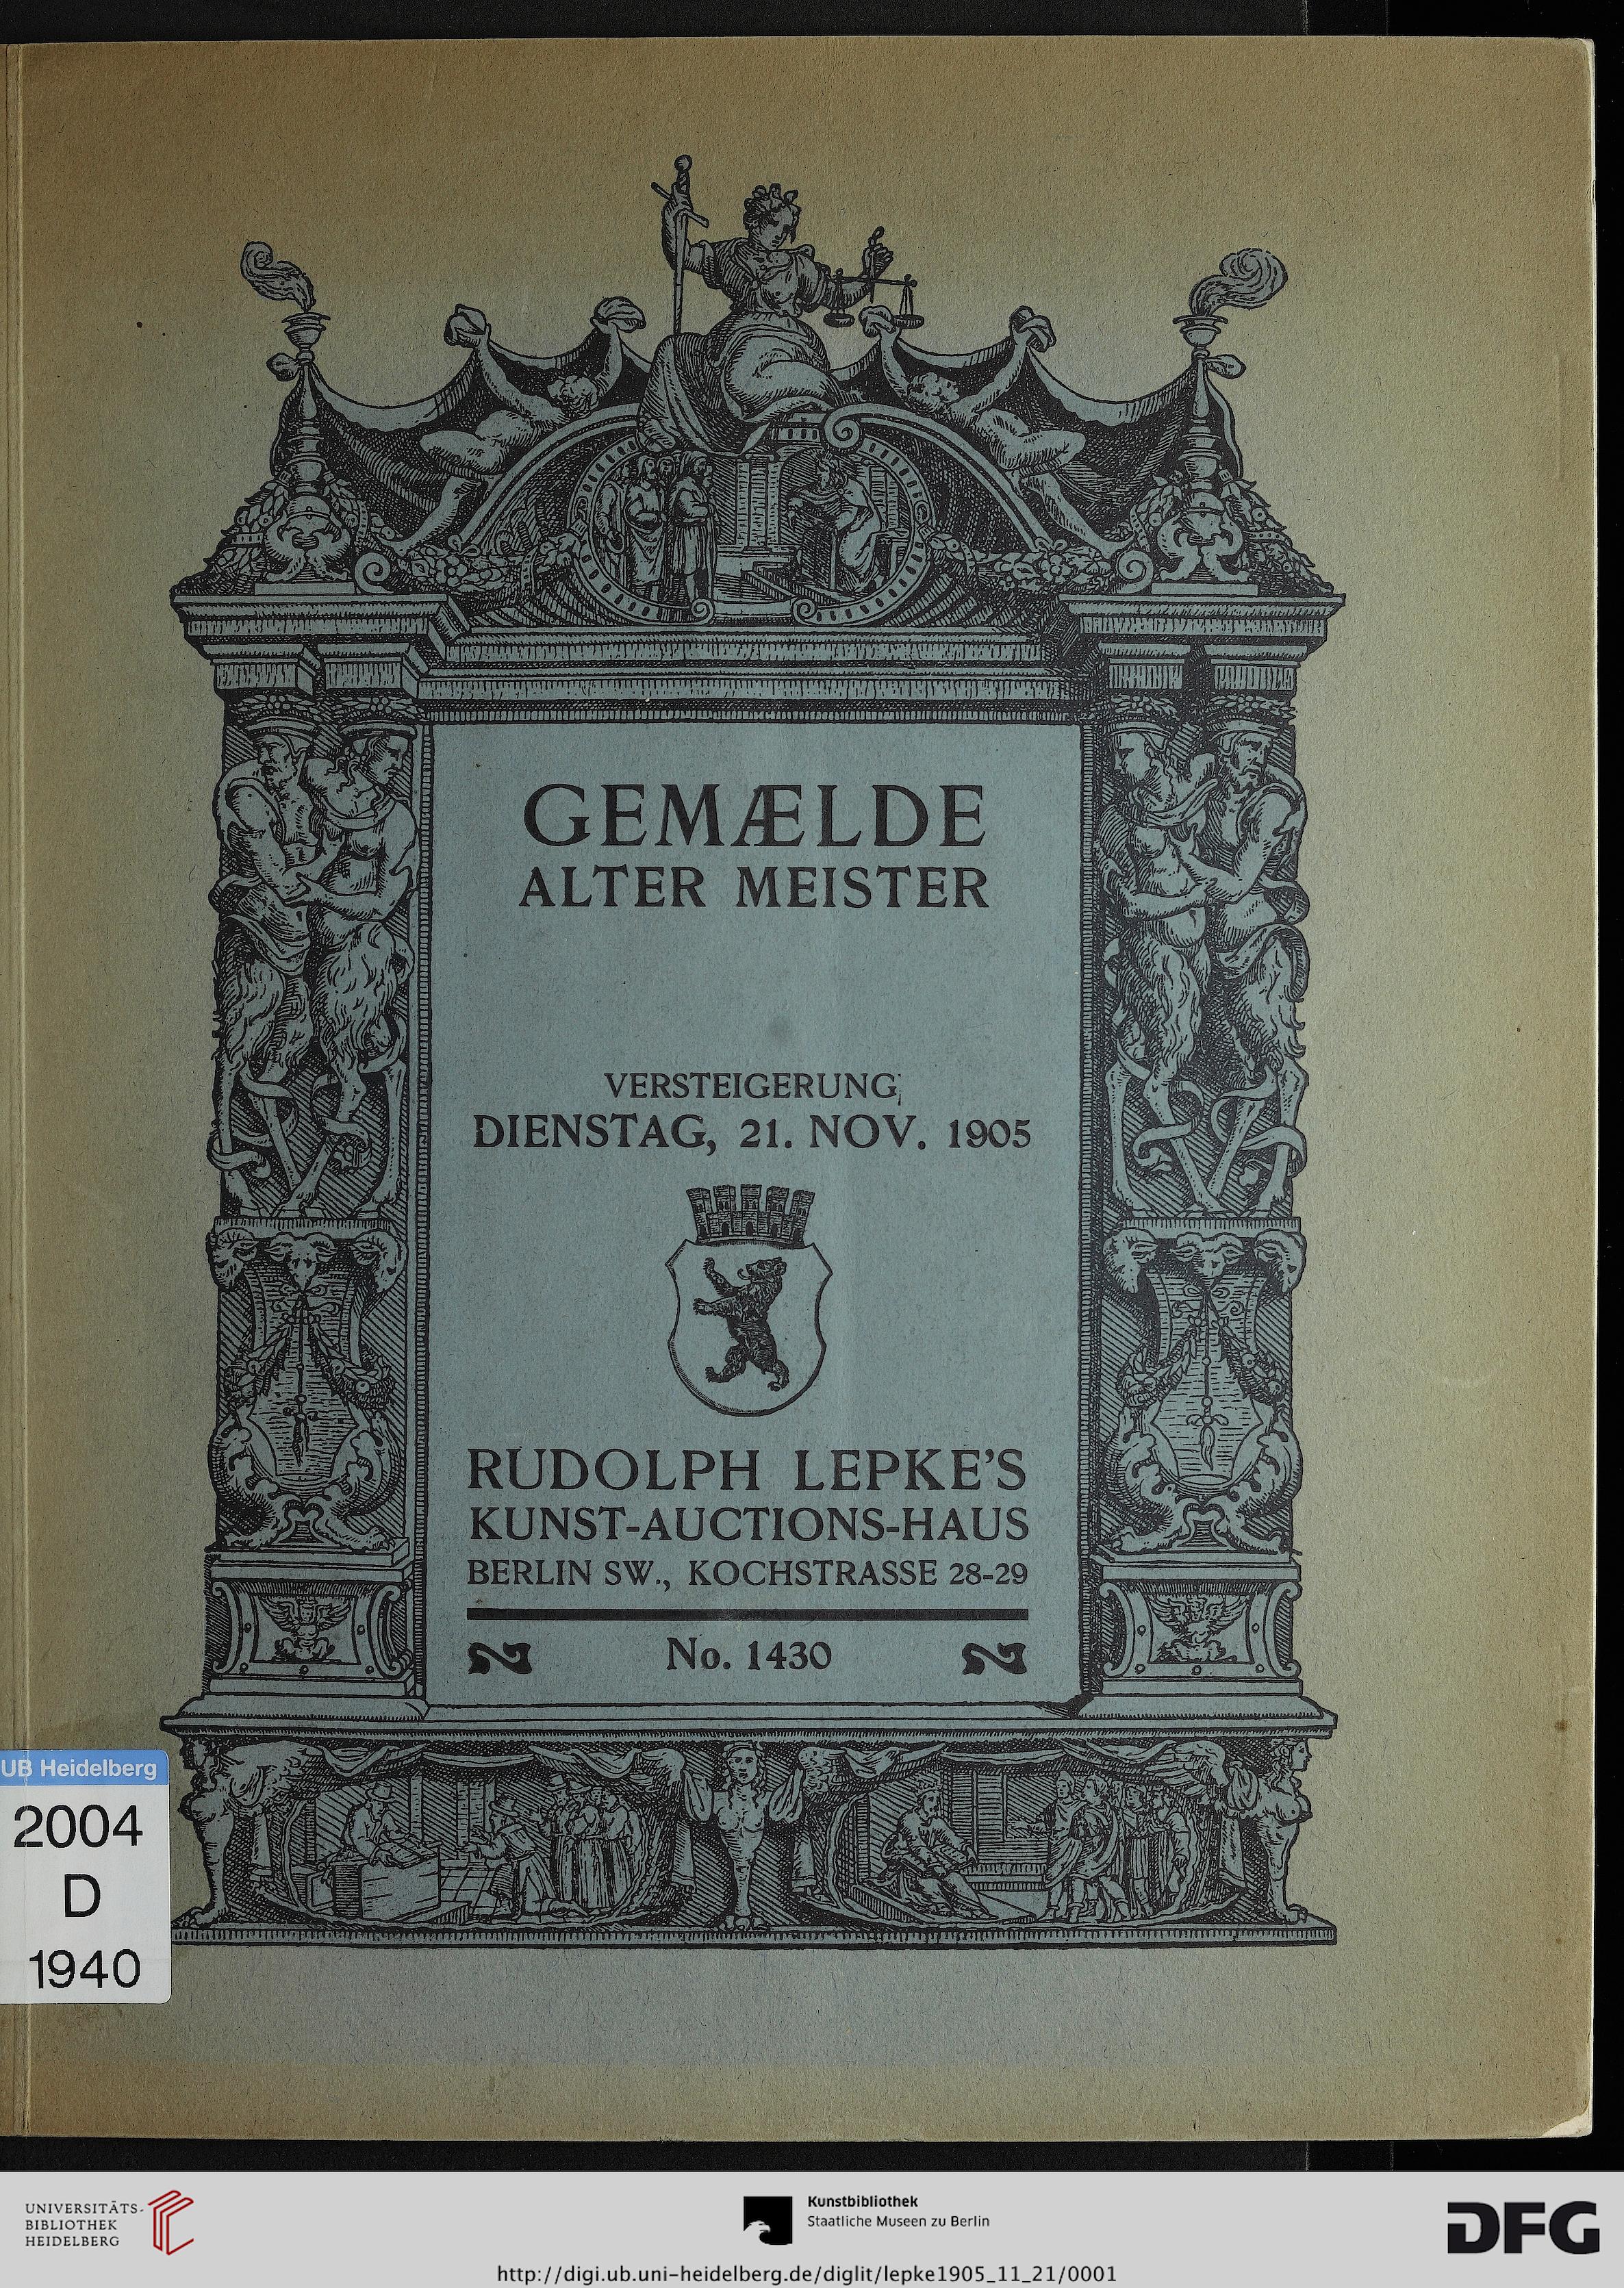 GEMÆLDE
ALTER MEISTER
VERSTEIGERUNG:
DIENSTAG, 21. NOV. 1905
RUDOLPH LEPKE'S
KUNST-AUCTIONS-HAUS
BERLIN SW., KOCHSTRASSE 28-29
No. 1430
UB Heidelberg
2004
D
1940
UNIVERSITÄTS-
BIBLIOTHEK
HEIDELBERG
Kunstbibliothek
Staatliche Museen zu Berlin
DFG
http://digi.ub.uni-heidelberg.de/diglit/lepke1905_11_21/0001